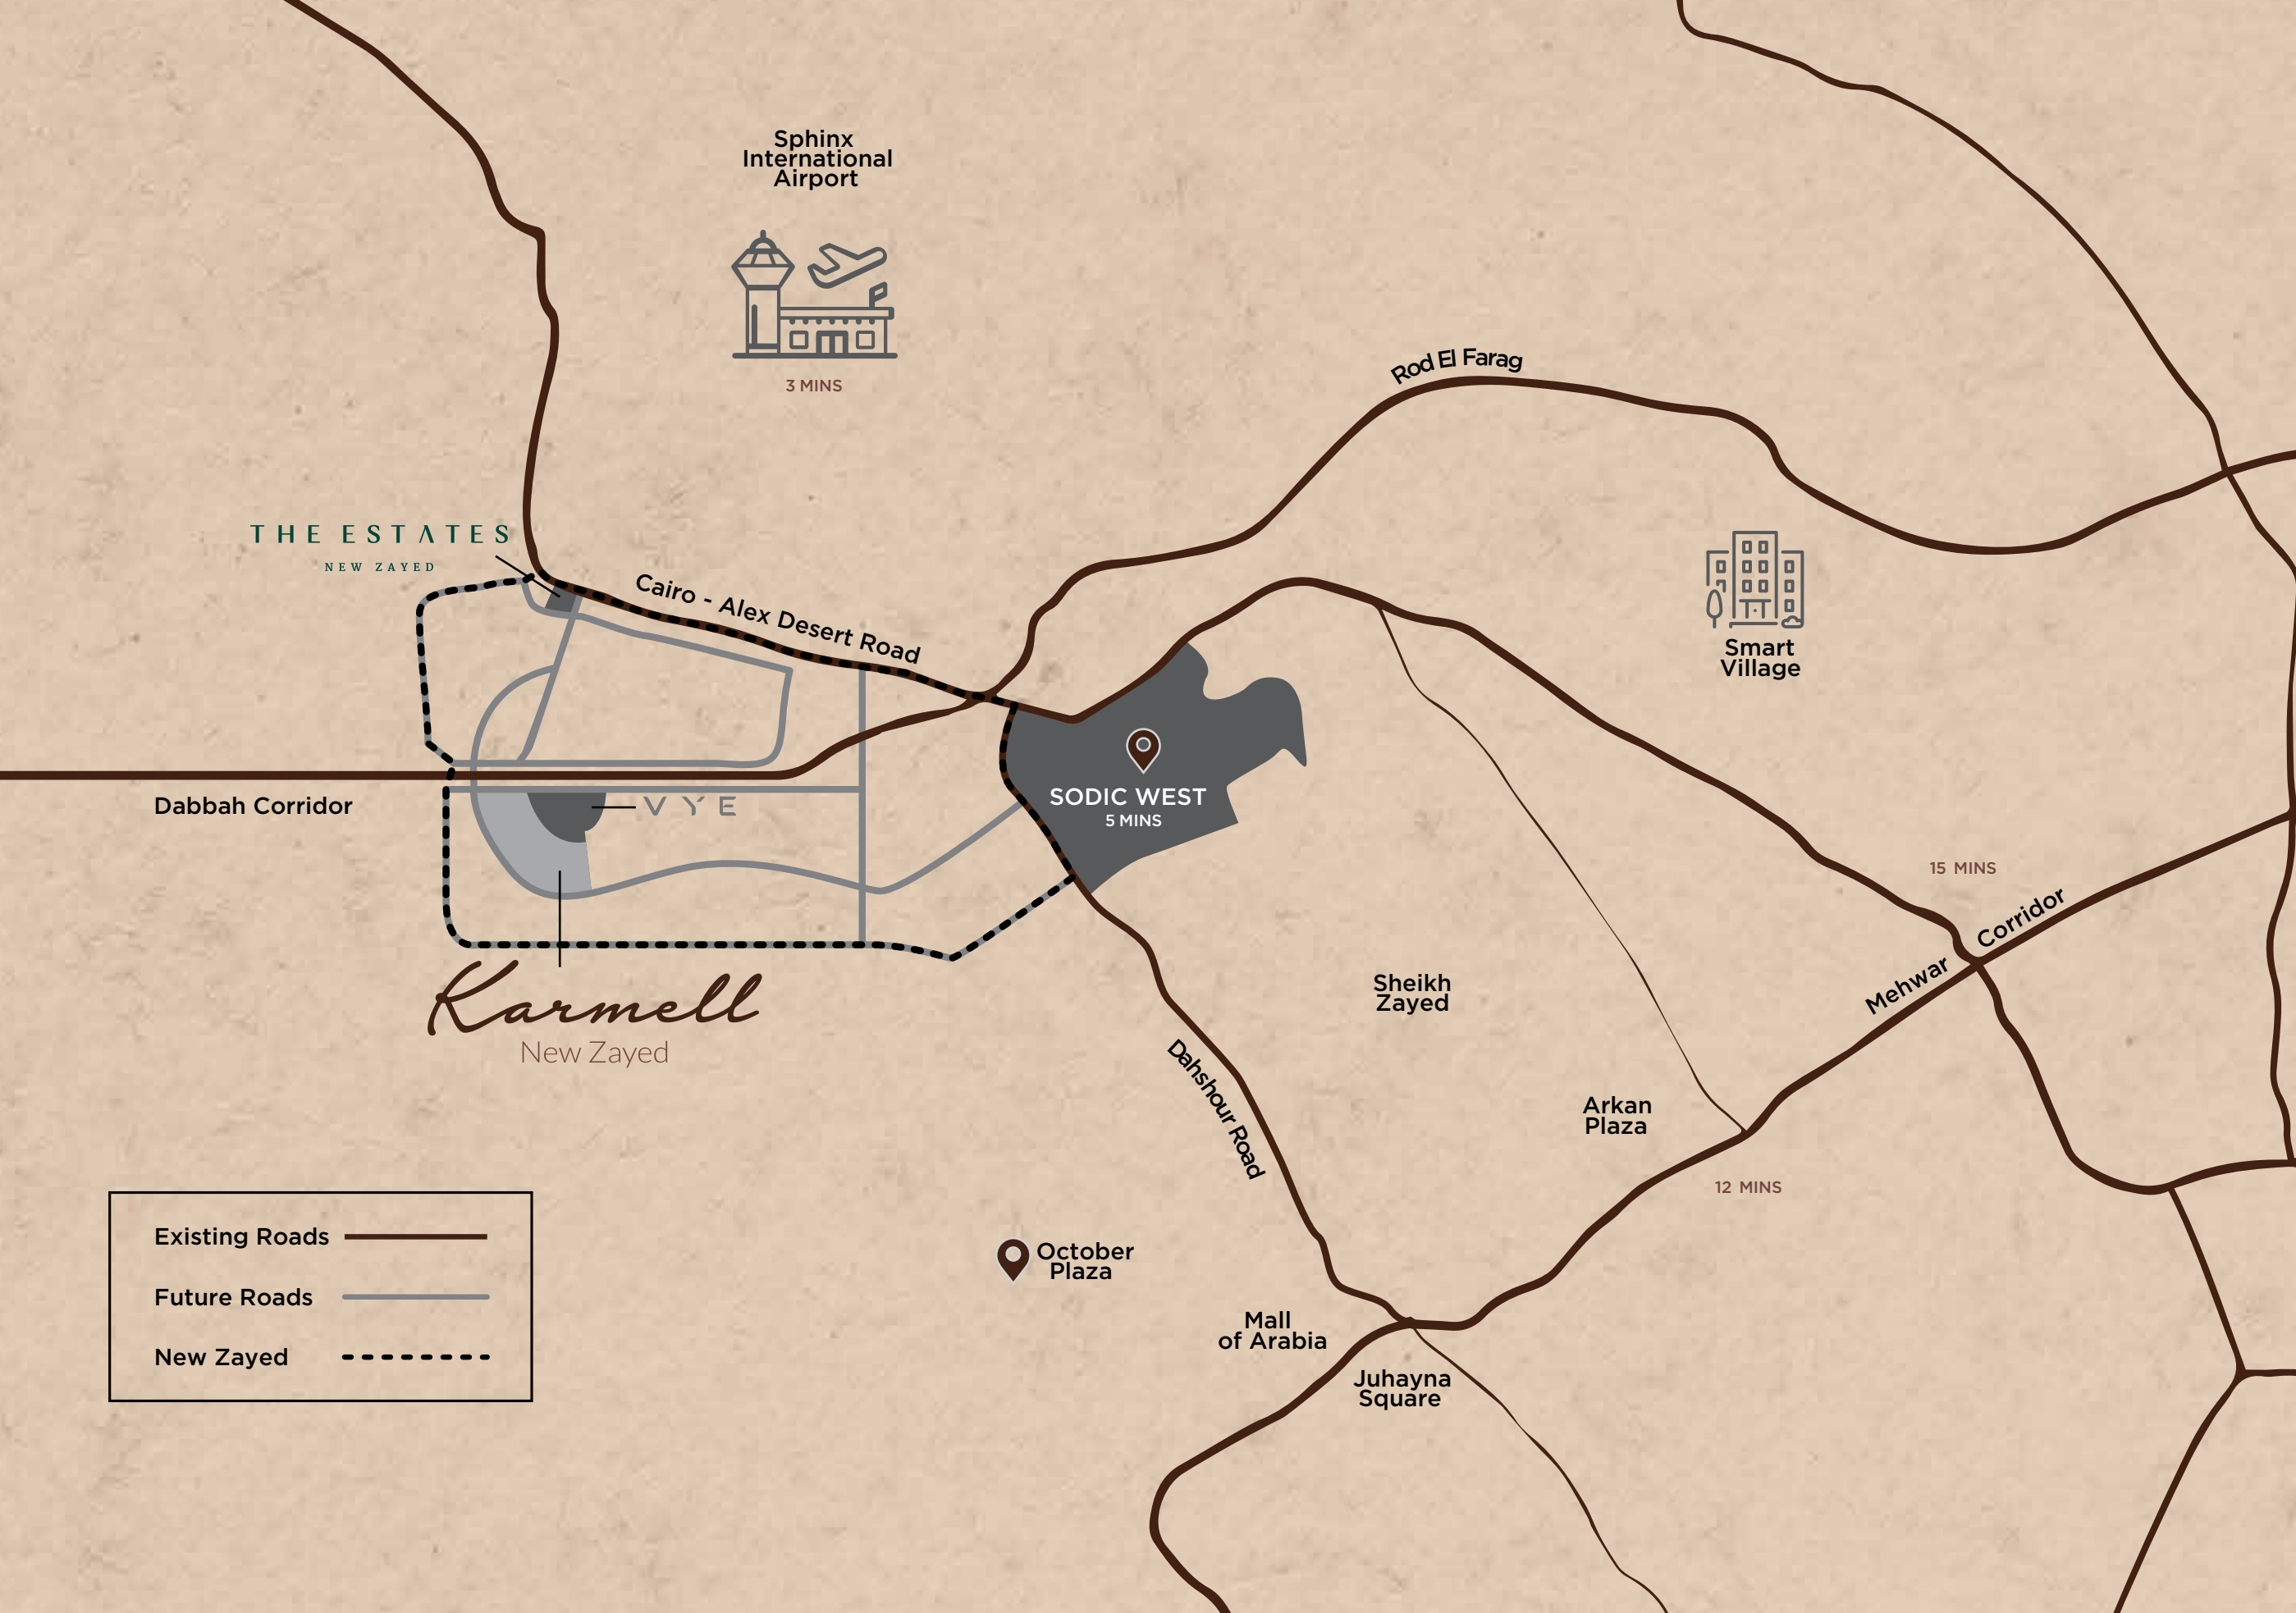 Sphinx
International
Airport
3 MINS
Rod El Farag
THE ESTATES
NEW ZAYED
Cairo - Alex Desert Road
Smart
Village
Dabbah Corridor
VYE
SODIC WEST
5 MINS
15 MINS
Mehwar Corridor
Karmell
New Zayed
Sheikh
Zayed
Dahshour Road
Arkan
Plaza
12 MINS
October
Plaza
Mall
of Arabia
Juhayna
Square
Existing Roads
Future Roads
New Zayed